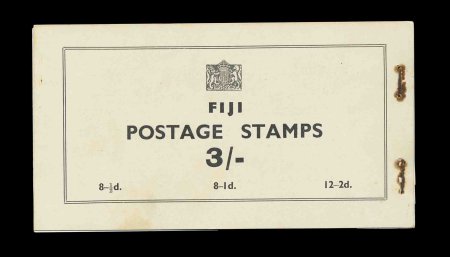 FIJI
POSTAGE STAMPS
3/-
8-½d. 8-1d. 12-2d.